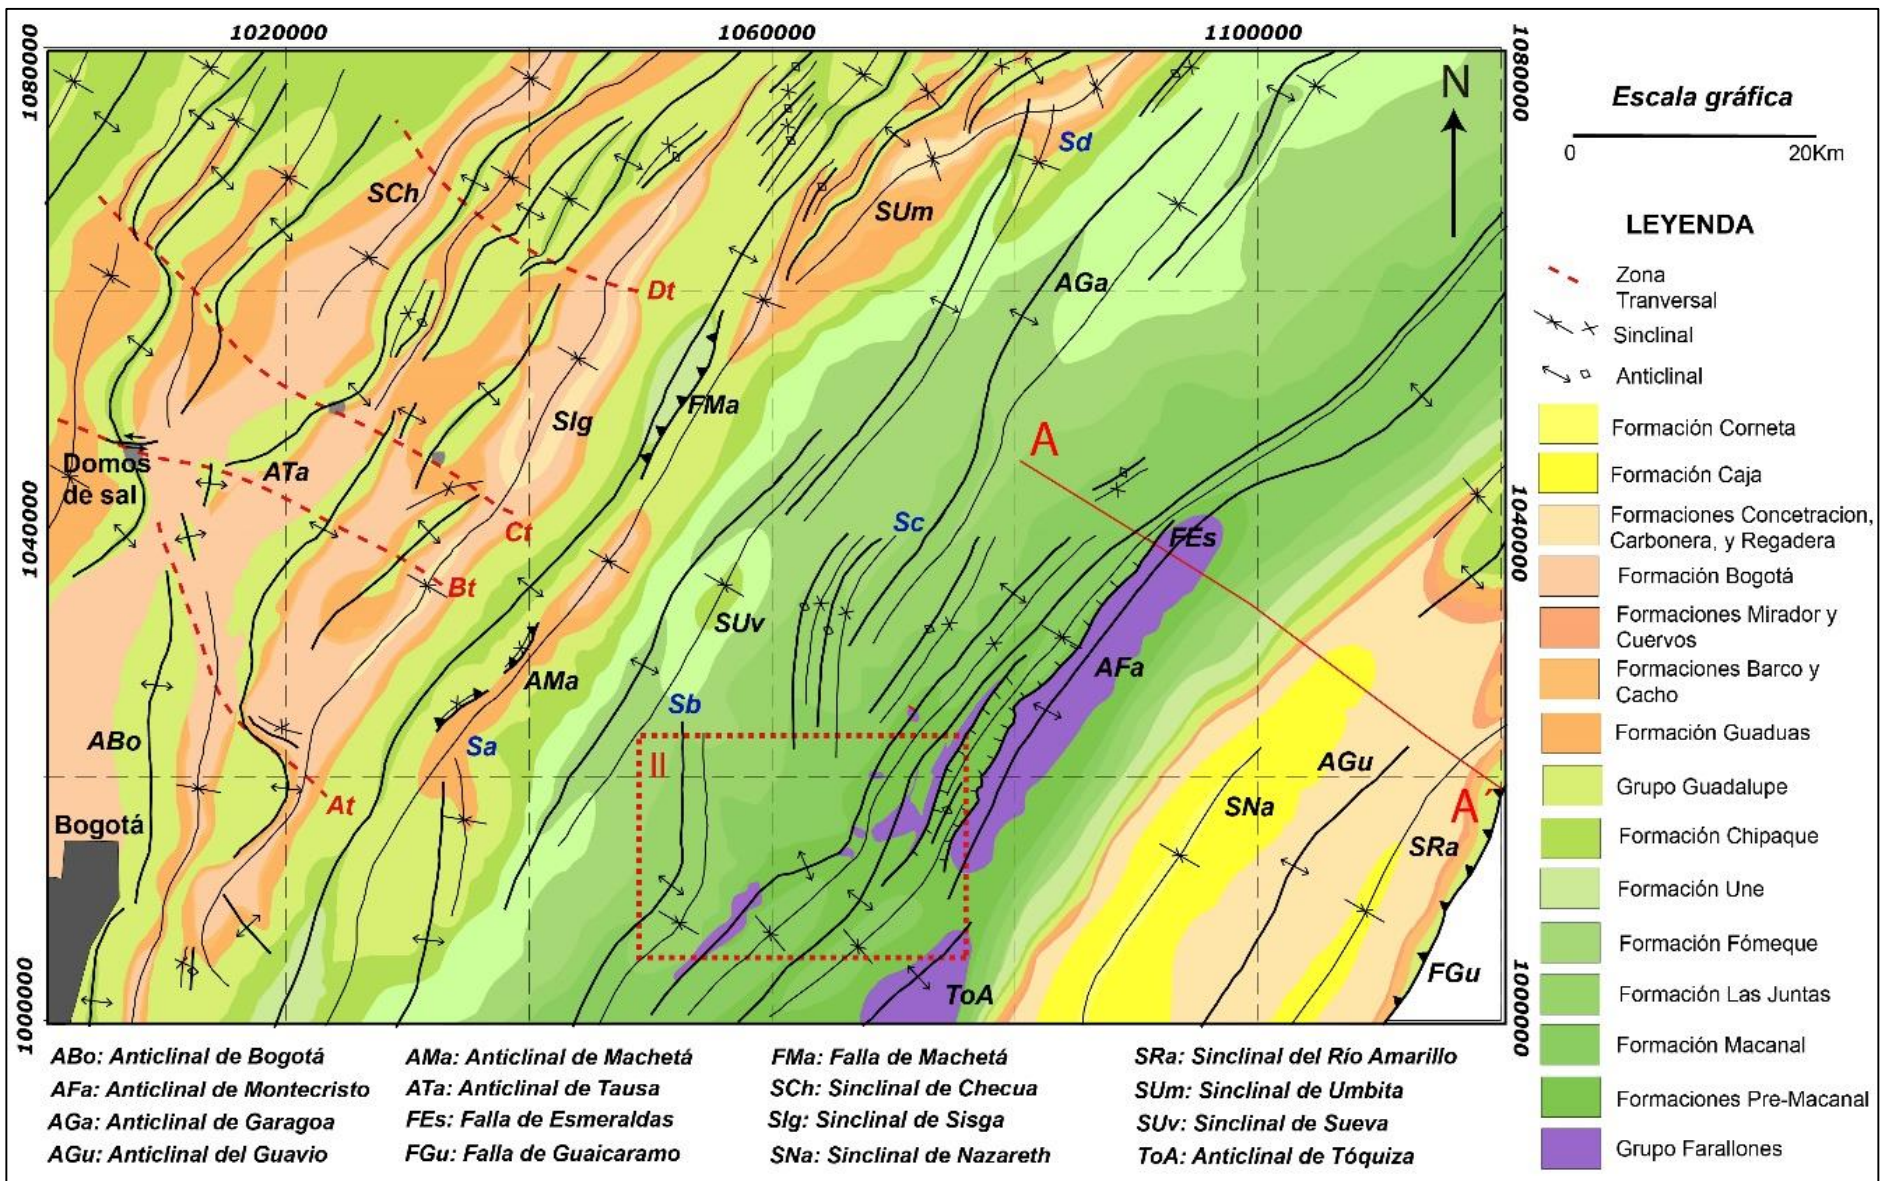 1020000
1060000
1100000
1080000
1080000
1040000
1040000
1000000
1000000
N
Escala gráfica
0
20Km
LEYENDA
Zona
Tranversal
Sinclinal
Anticlinal
Formación Corneta
Formación Caja
Formaciones Concetracion,
Carbonera, y Regadera
Formación Bogotá
Formaciones Mirador y
Cuervos
Formaciones Barco y
Cacho
Formación Guaduas
Grupo Guadalupe
Formación Chipaque
Formación Une
Formación Fómeque
Formación Las Juntas
Formación Macanal
Formaciones Pre-Macanal
Grupo Farallones
SCh
Sd
SUm
Dt
AGa
SIg
FMa
Domos
de sal
ATa
A
Ct
Sc
FEs
Bt
SUv
AMa
AFa
Sb
ABo
Sa
II
AGu
At
SNa
A´
Bogotá
SRa
FGu
ToA
ABo: Anticlinal de Bogotá
AFa: Anticlinal de Montecristo
AGa: Anticlinal de Garagoa
AGu: Anticlinal del Guavio
AMa: Anticlinal de Machetá
ATa: Anticlinal de Tausa
FEs: Falla de Esmeraldas
FGu: Falla de Guaicaramo
FMa: Falla de Machetá
SCh: Sinclinal de Checua
SIg: Sinclinal de Sisga
SNa: Sinclinal de Nazareth
SRa: Sinclinal del Río Amarillo
SUm: Sinclinal de Umbita
SUv: Sinclinal de Sueva
ToA: Anticlinal de Tóquiza